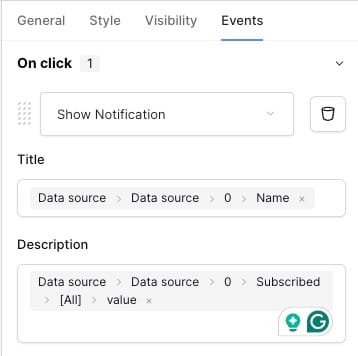 General Style Visibility Events
On click 1
Show Notification
Title
Data source > Data source > 0 > Name ×
Description
Data source > Data source > 0 > Subscribed
> [All] > value ×